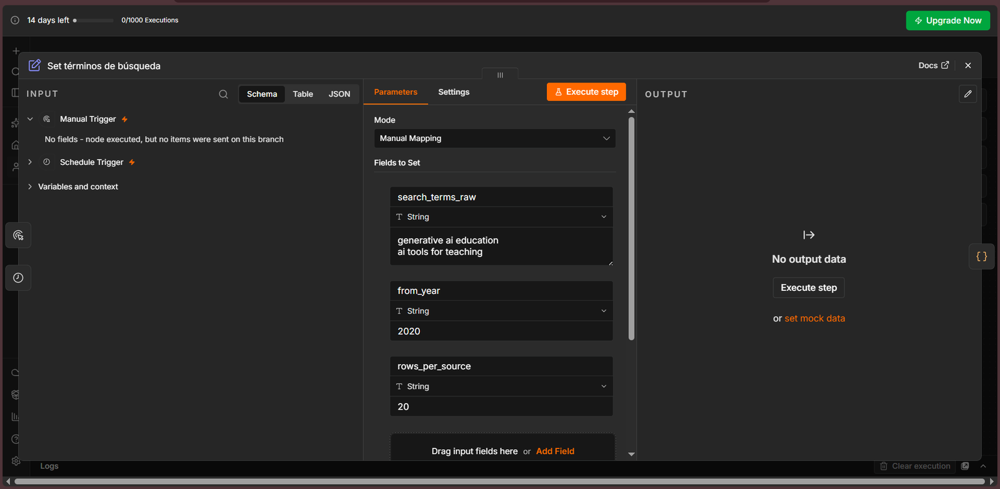 14 days left
0/1000 Executions
Upgrade Now
Set términos de búsqueda
Docs
INPUT
Schema
Table
JSON
Manual Trigger
No fields - node executed, but no items were sent on this branch
Schedule Trigger
Variables and context
Parameters
Settings
Execute step
Mode
Manual Mapping
Fields to Set
search_terms_raw
T String
generative ai education
ai tools for teaching
from_year
T String
2020
rows_per_source
T String
20
Drag input fields here or Add Field
OUTPUT
No output data
Execute step
or set mock data
Logs
Clear execution